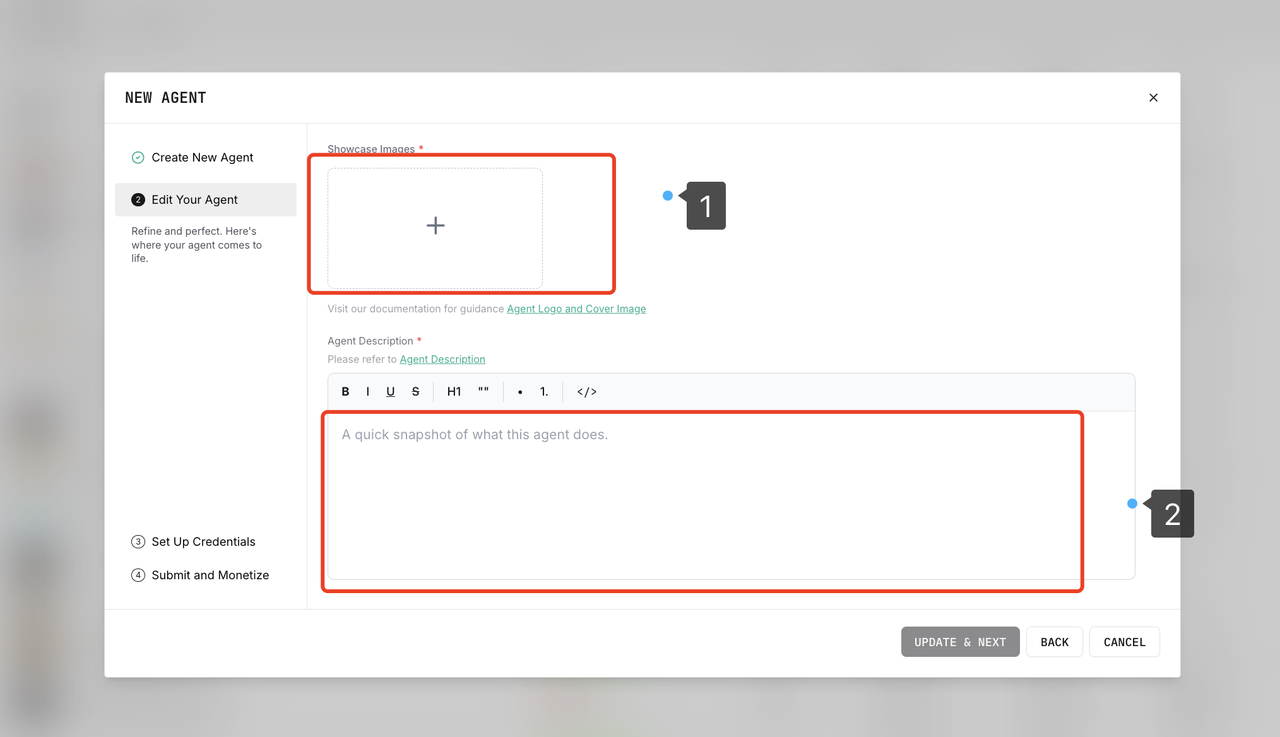 NEW AGENT
×
Create New Agent
2 Edit Your Agent
Refine and perfect. Here's
where your agent comes to
life.
3 Set Up Credentials
4 Submit and Monetize
Showcase Images *
+
1
Visit our documentation for guidance Agent Logo and Cover Image
Agent Description *
Please refer to Agent Description
B I U S H1 "" • 1. </>
A quick snapshot of what this agent does.
2
UPDATE & NEXT BACK CANCEL